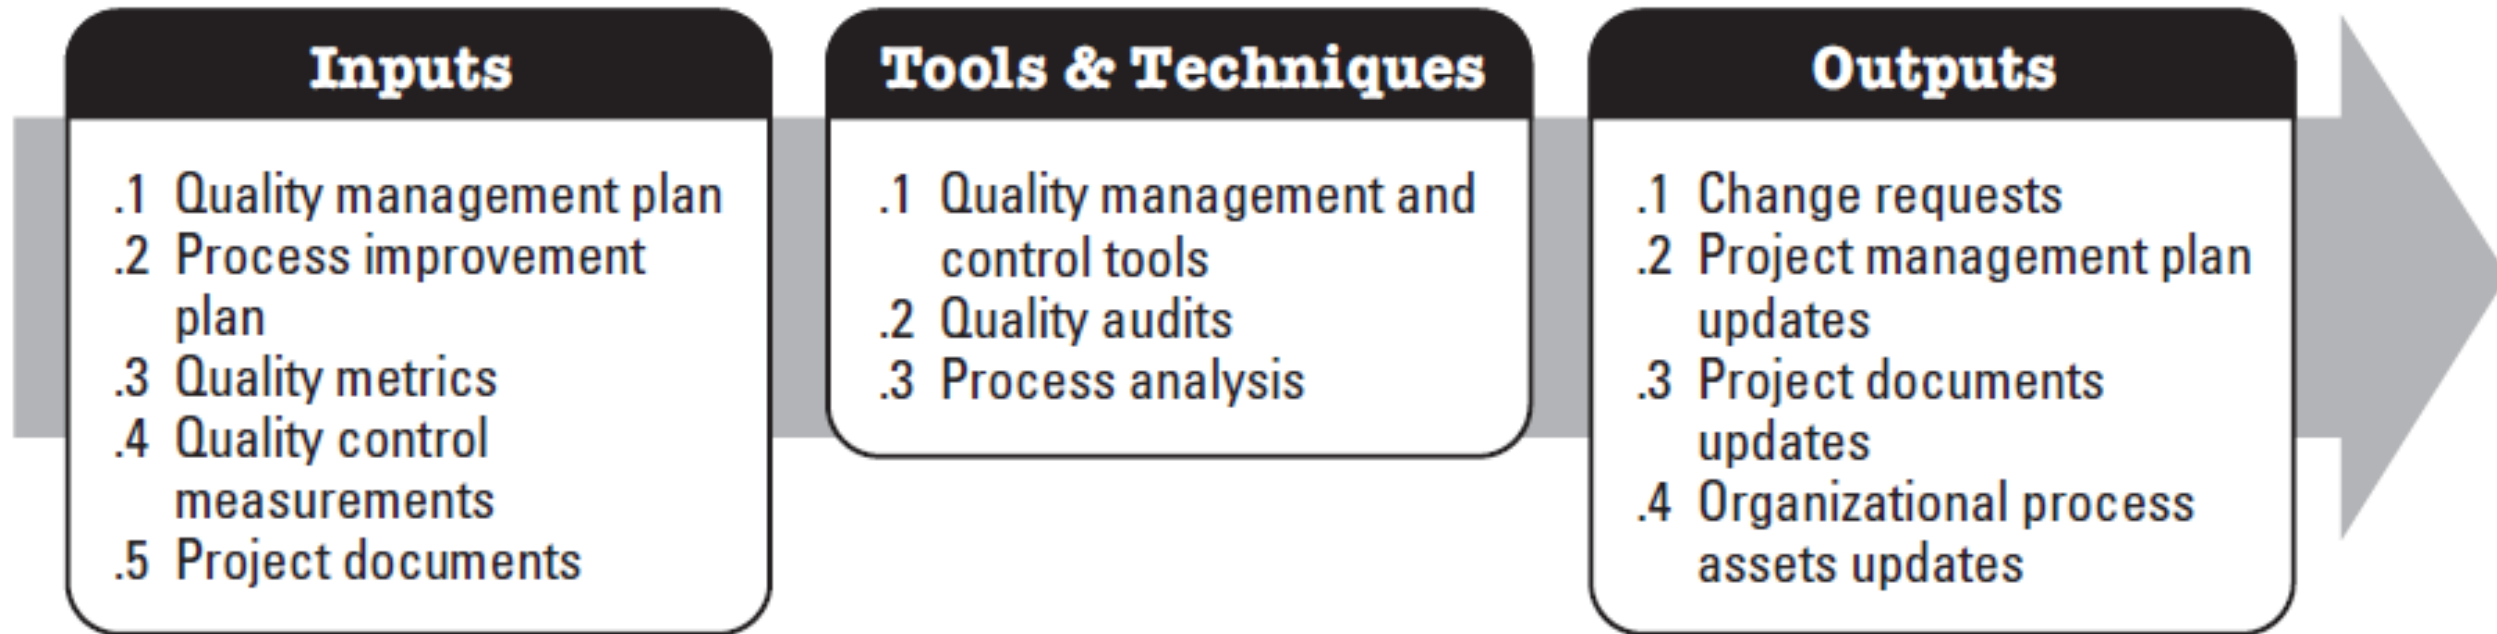 Inputs
.1 Quality management plan
.2 Process improvement
plan
.3 Quality metrics
.4 Quality control
measurements
.5 Project documents
Tools & Techniques
.1 Quality management and
control tools
.2 Quality audits
.3 Process analysis
Outputs
.1 Change requests
.2 Project management plan
updates
.3 Project documents
updates
.4 Organizational process
assets updates